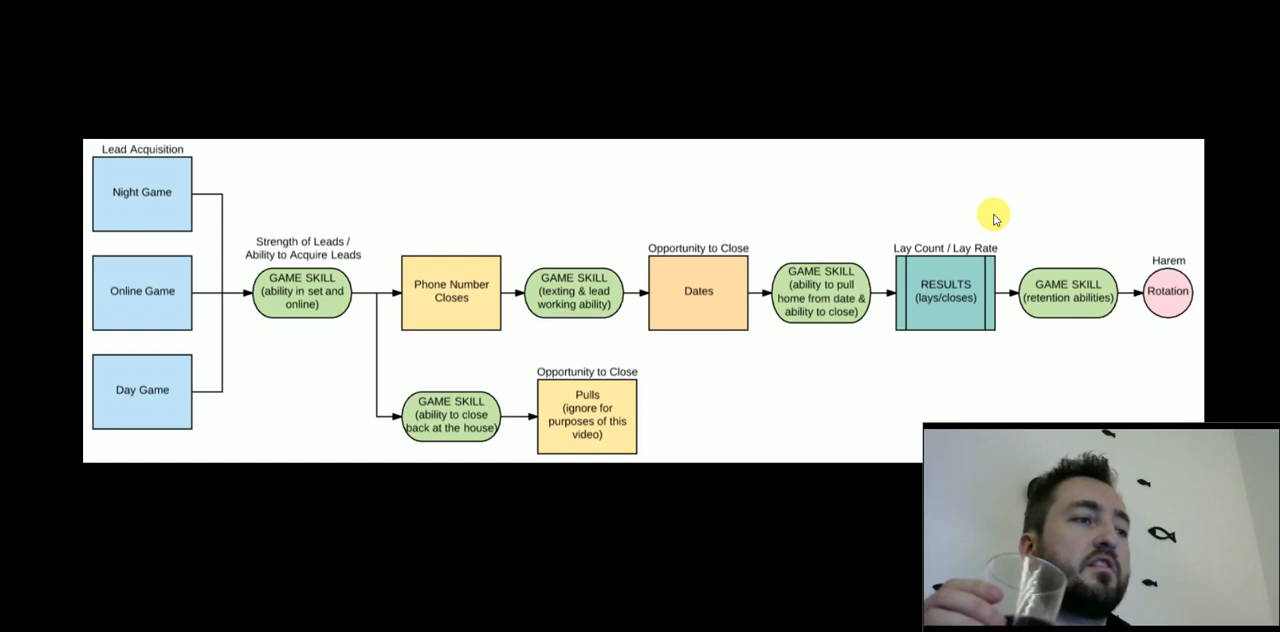 Lead Acquisition
Night Game
Online Game
Day Game
Strength of Leads /
Ability to Acquire Leads
GAME SKILL
(ability in set and
online)
Phone Number
Closes
GAME SKILL
(texting & lead
working ability)
Opportunity to Close
Dates
GAME SKILL
(ability to pull
home from date &
ability to close)
Lay Count / Lay Rate
RESULTS
(lays/closes)
GAME SKILL
(retention abilities)
Harem
Rotation
GAME SKILL
(ability to close
back at the house)
Opportunity to Close
Pulls
(ignore for
purposes of this
video)